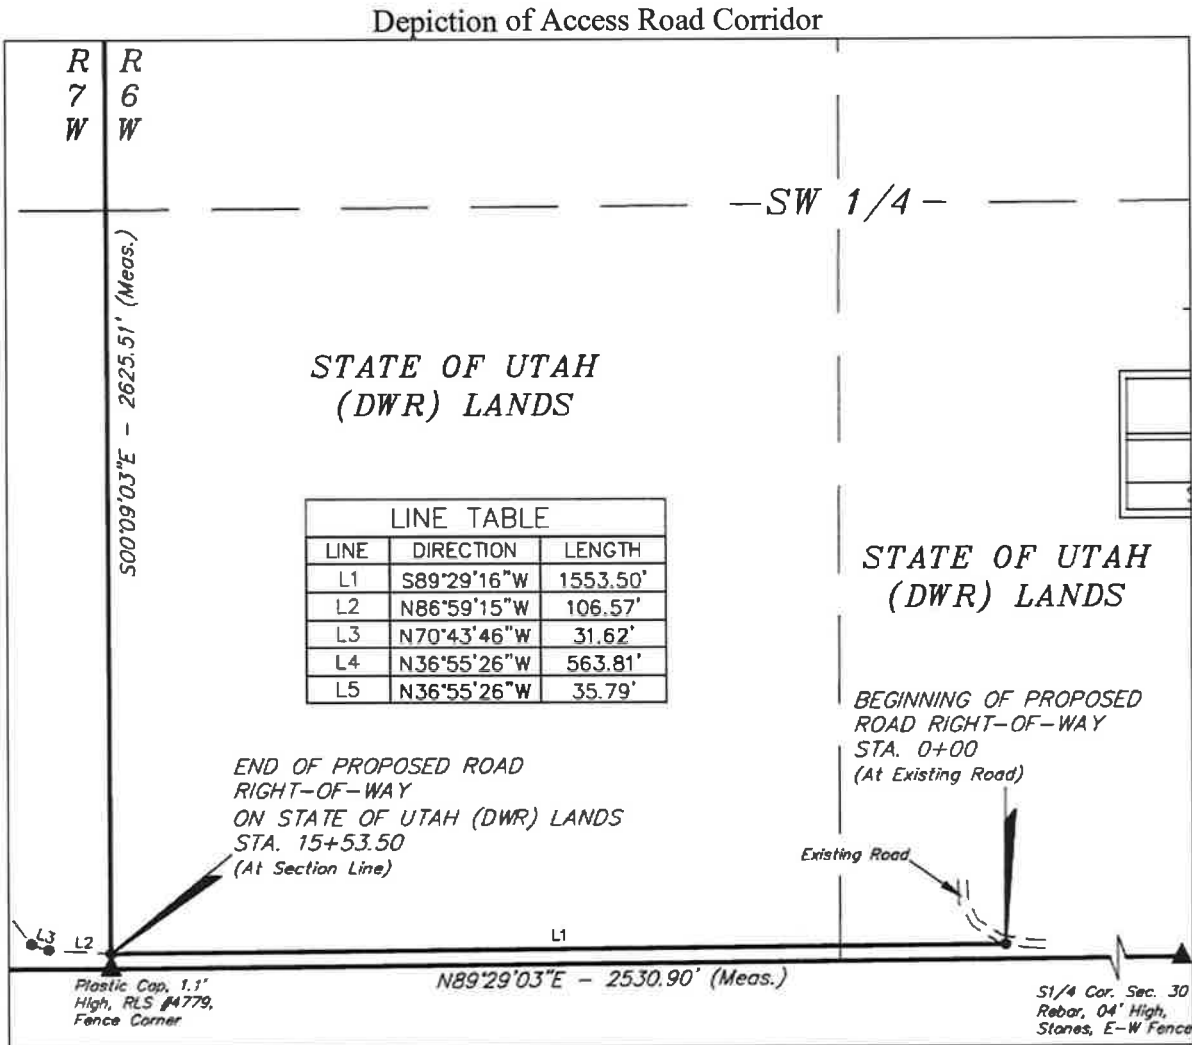 Depiction of Access Road Corridor
R R
7 6
W W
-SW 1/4-
S00°09'03"E - 2625.51' (Meas.)
STATE OF UTAH
(DWR) LANDS
LINE TABLE
LINE DIRECTION LENGTH
L1 S89°29'16"W 1553.50'
L2 N86°59'15"W 106.57'
L3 N70°43'46"W 31.62'
L4 N36°55'26"W 563.81'
L5 N36°55'26"W 35.79'
STATE OF UTAH
(DWR) LANDS
BEGINNING OF PROPOSED
ROAD RIGHT-OF-WAY
STA. 0+00
(At Existing Road)
END OF PROPOSED ROAD
RIGHT-OF-WAY
ON STATE OF UTAH (DWR) LANDS
STA. 15+53.50
(At Section Line)
Existing Road
L3 L2
L1
N89°29'03"E - 2530.90' (Meas.)
Plastic Cap, 1.1'
High, RLS #4779,
Fence Corner
S1/4 Cor. Sec. 30
Rebar, 04' High,
Stones, E-W Fence